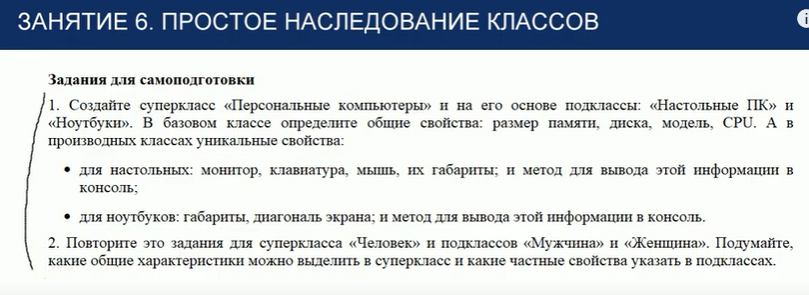 ЗАНЯТИЕ 6. ПРОСТОЕ НАСЛЕДОВАНИЕ КЛАССОВ
Задания для самоподготовки
1. Создайте суперкласс «Персональные компьютеры» и на его основе подклассы: «Настольные ПК» и
«Ноутбуки». В базовом классе определите общие свойства: размер памяти, диска, модель, CPU. А в
производных классах уникальные свойства:
• для настольных: монитор, клавиатура, мышь, их габариты; и метод для вывода этой информации в
консоль;
• для ноутбуков: габариты, диагональ экрана; и метод для вывода этой информации в консоль.
2. Повторите это задания для суперкласса «Человек» и подклассов «Мужчина» и «Женщина». Подумайте,
какие общие характеристики можно выделить в суперкласс и какие частные свойства указать в подклассах.